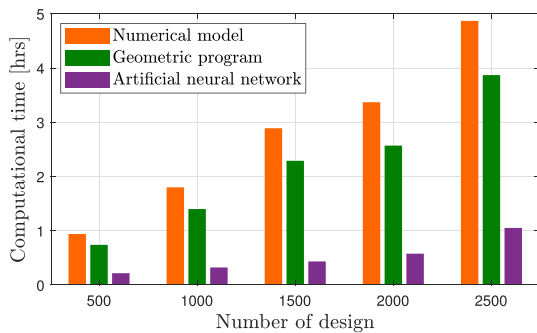 5
4
3
2
1
0
Computational time [hrs]
Numerical model
Geometric program
Artificial neural network
500 1000 1500 2000 2500
Number of design